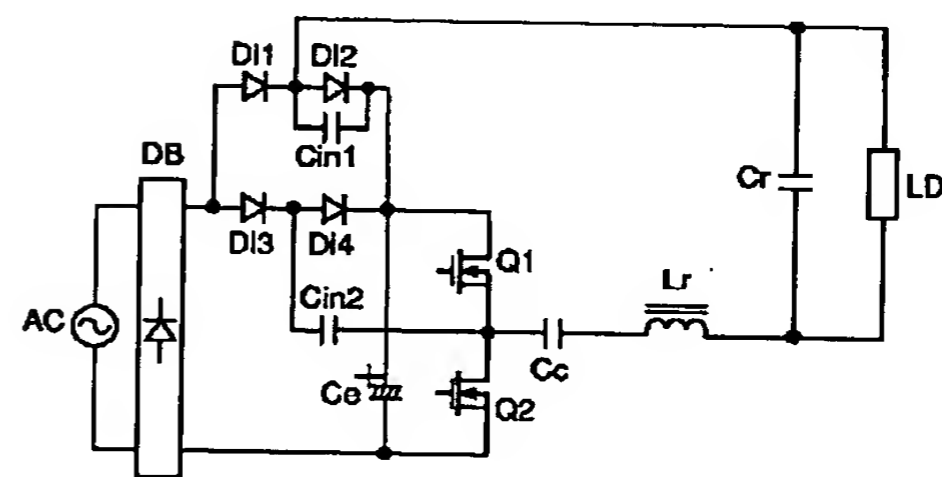 DI1 DI2
Cin1
DB
DI3 DI4
Cr LD
Q1
Cin2
Lr
AC
Cc
Ce
Q2